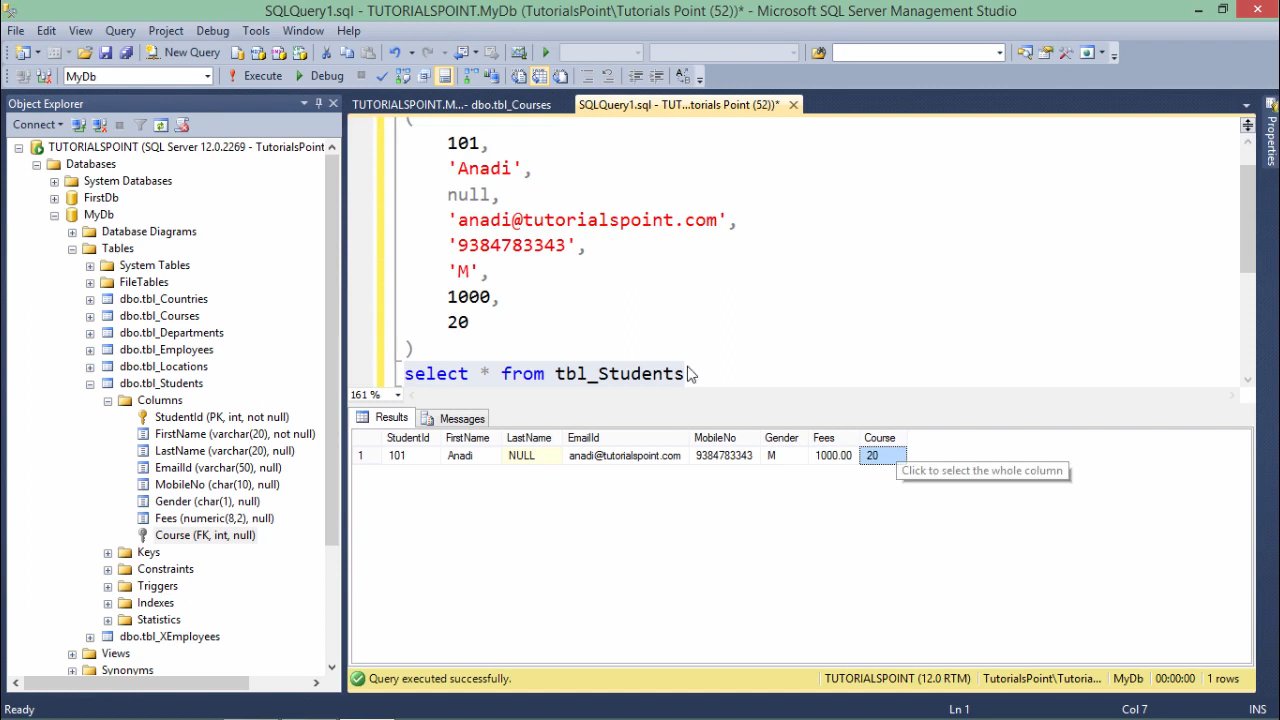 SQLQuery1.sql - TUTORIALSPOINT.MyDb (TutorialsPoint\Tutorials Point (52))* - Microsoft SQL Server Management Studio
File Edit View Query Project Debug Tools Window Help
New Query
MyDb Execute Debug
Object Explorer
Connect
TUTORIALSPOINT (SQL Server 12.0.2269 - TutorialsPoint
Databases
System Databases
FirstDb
MyDb
Database Diagrams
Tables
System Tables
FileTables
dbo.tbl_Countries
dbo.tbl_Courses
dbo.tbl_Departments
dbo.tbl_Employees
dbo.tbl_Locations
dbo.tbl_Students
Columns
StudentId (PK, int, not null)
FirstName (varchar(20), not null)
LastName (varchar(20), null)
EmailId (varchar(50), null)
MobileNo (char(10), null)
Gender (char(1), null)
Fees (numeric(8,2), null)
Course (FK, int, null)
Keys
Constraints
Triggers
Indexes
Statistics
dbo.tbl_XEmployees
Views
Synonyms
TUTORIALSPOINT.M...- dbo.tbl_Courses SQLQuery1.sql - TUT...torials Point (52))*
(
101,
'Anadi',
null,
'anadi@tutorialspoint.com',
'9384783343',
'M',
1000,
20
)
select * from tbl_Students
161 %
Results Messages
StudentId FirstName LastName EmailId MobileNo Gender Fees Course
1 101 Anadi NULL anadi@tutorialspoint.com 9384783343 M 1000.00 20
Click to select the whole column
Query executed successfully. TUTORIALSPOINT (12.0 RTM) TutorialsPoint\Tutoria... MyDb 00:00:00 1 rows
Properties
Ready Ln 1 Col 7 INS